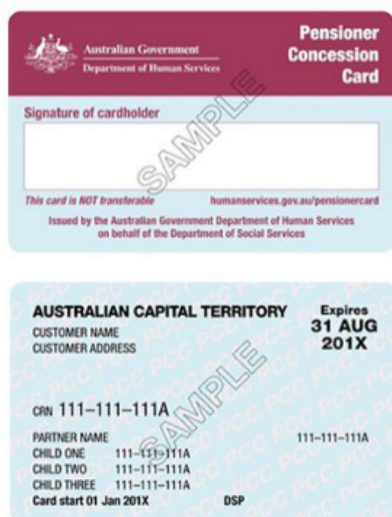 Australian Government
Department of Human Services
Pensioner
Concession
Card
Signature of cardholder
SAMPLE
This card is NOT transferable humanservices.gov.au/pensionercard
Issued by the Australian Government Department of Human Services
on behalf of the Department of Social Services
AUSTRALIAN CAPITAL TERRITORY Expires
31 AUG
201X
CUSTOMER NAME
CUSTOMER ADDRESS
SAMPLE
CRN 111-111-111A
PARTNER NAME 111-111-111A
CHILD ONE 111-111-111A
CHILD TWO 111-111-111A
CHILD THREE 111-111-111A
Card start 01 Jan 201X DSP